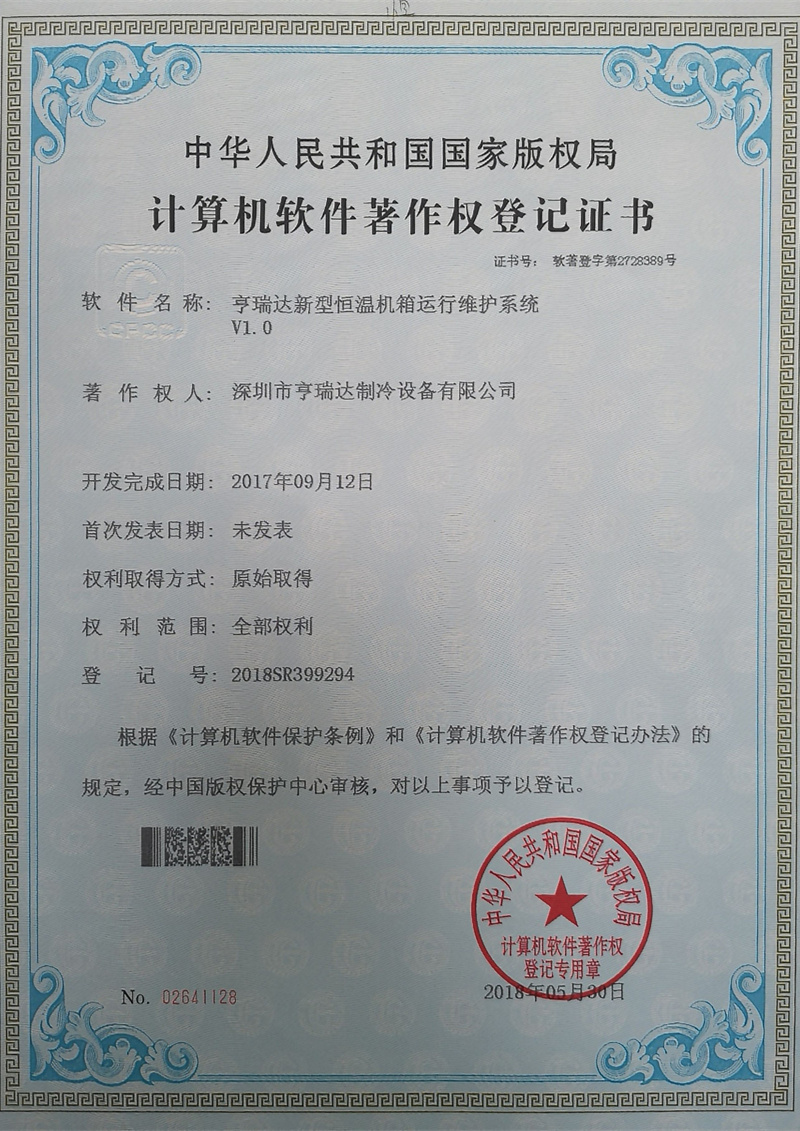 中华人民共和国国家版权局
计算机软件著作权登记证书
证书号： 软著登字第2728389号
软件名称： 亨瑞达新型恒温机箱运行维护系统
V1.0
著作权人： 深圳市亨瑞达制冷设备有限公司
开发完成日期： 2017年09月12日
首次发表日期： 未发表
权利取得方式： 原始取得
权利范围： 全部权利
登记号： 2018SR399294
根据《计算机软件保护条例》和《计算机软件著作权登记办法》的
规定，经中国版权保护中心审核，对以上事项予以登记。
中华人民共和国国家版权局
计算机软件著作权
登记专用章
No. 02641128
2018年05月30日